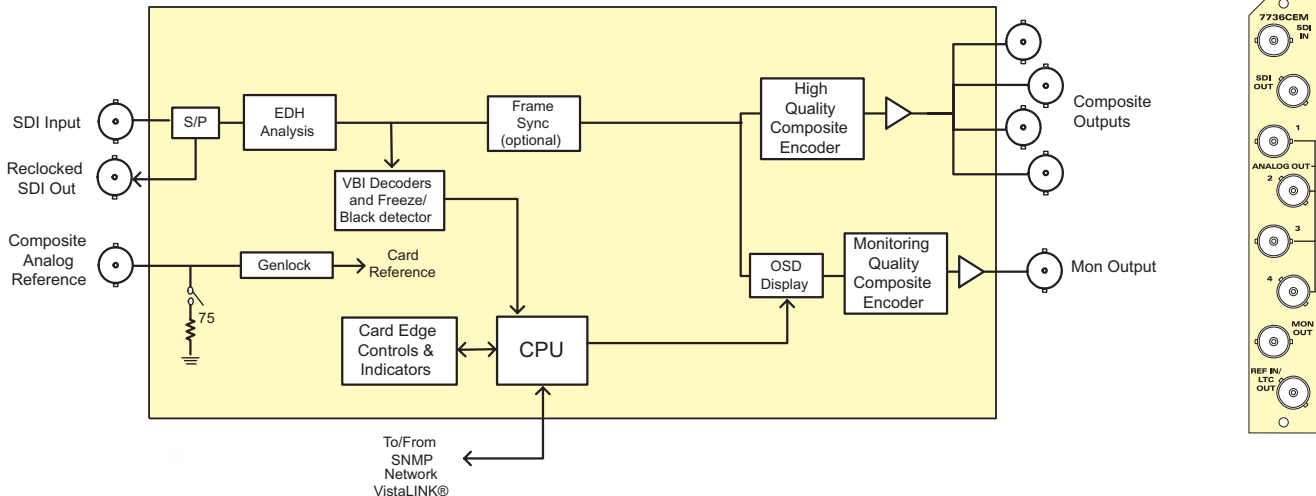 SDI Input
Reclocked
SDI Out
Composite
Analog
Reference
S/P
EDH
Analysis
Frame
Sync
(optional)
High
Quality
Composite
Encoder
Composite
Outputs
VBI Decoders
and Freeze/
Black detector
Genlock
Card
Reference
75
OSD
Display
Monitoring
Quality
Composite
Encoder
Mon Output
Card Edge
Controls &
Indicators
CPU
To/From
SNMP
Network
VistaLINK®
7736CEM
SDI
IN
SDI
OUT
1
ANALOG OUT
2
3
4
MON
OUT
REF IN/
LTC
OUT